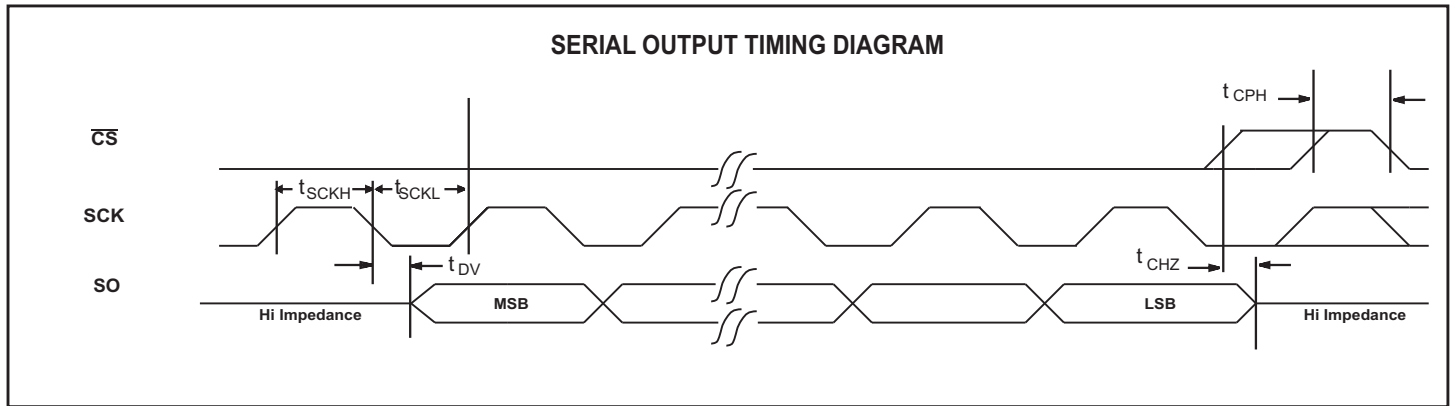 SERIAL OUTPUT TIMING DIAGRAM
t CPH
CS
t SCKH t SCKL
SCK
t DV
t CHZ
SO
MSB LSB
Hi Impedance Hi Impedance